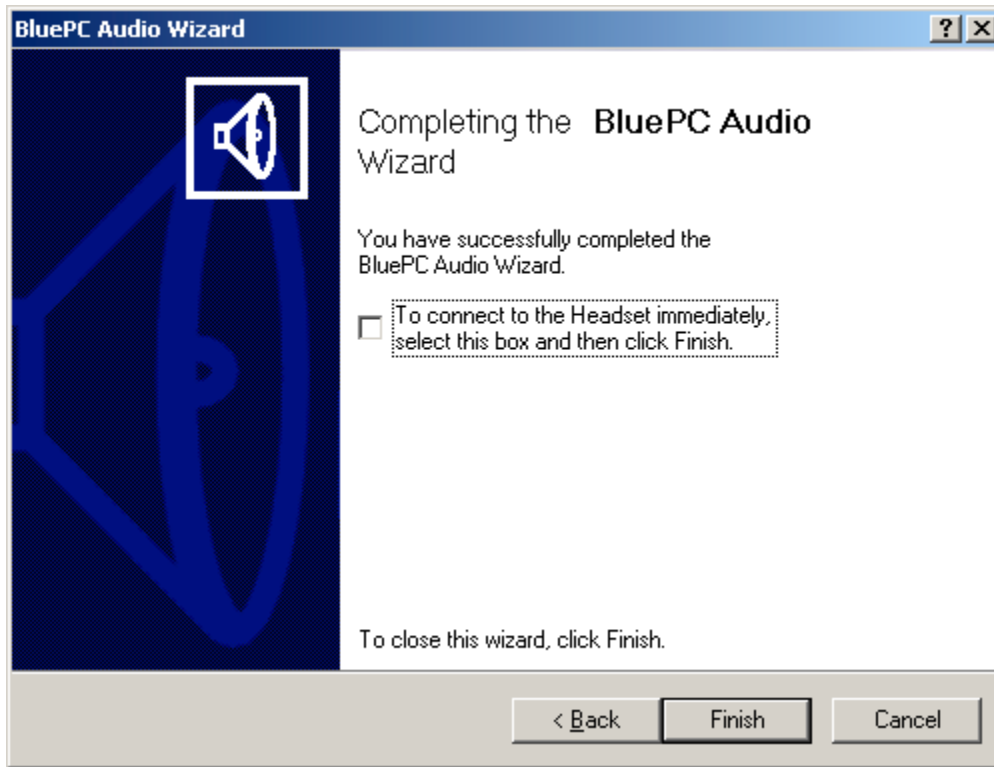 BluePC Audio Wizard
?
Completing the BluePC Audio
Wizard
You have successfully completed the
BluePC Audio Wizard.
To connect to the Headset immediately,
select this box and then click Finish.
To close this wizard, click Finish.
< Back
Finish
Cancel